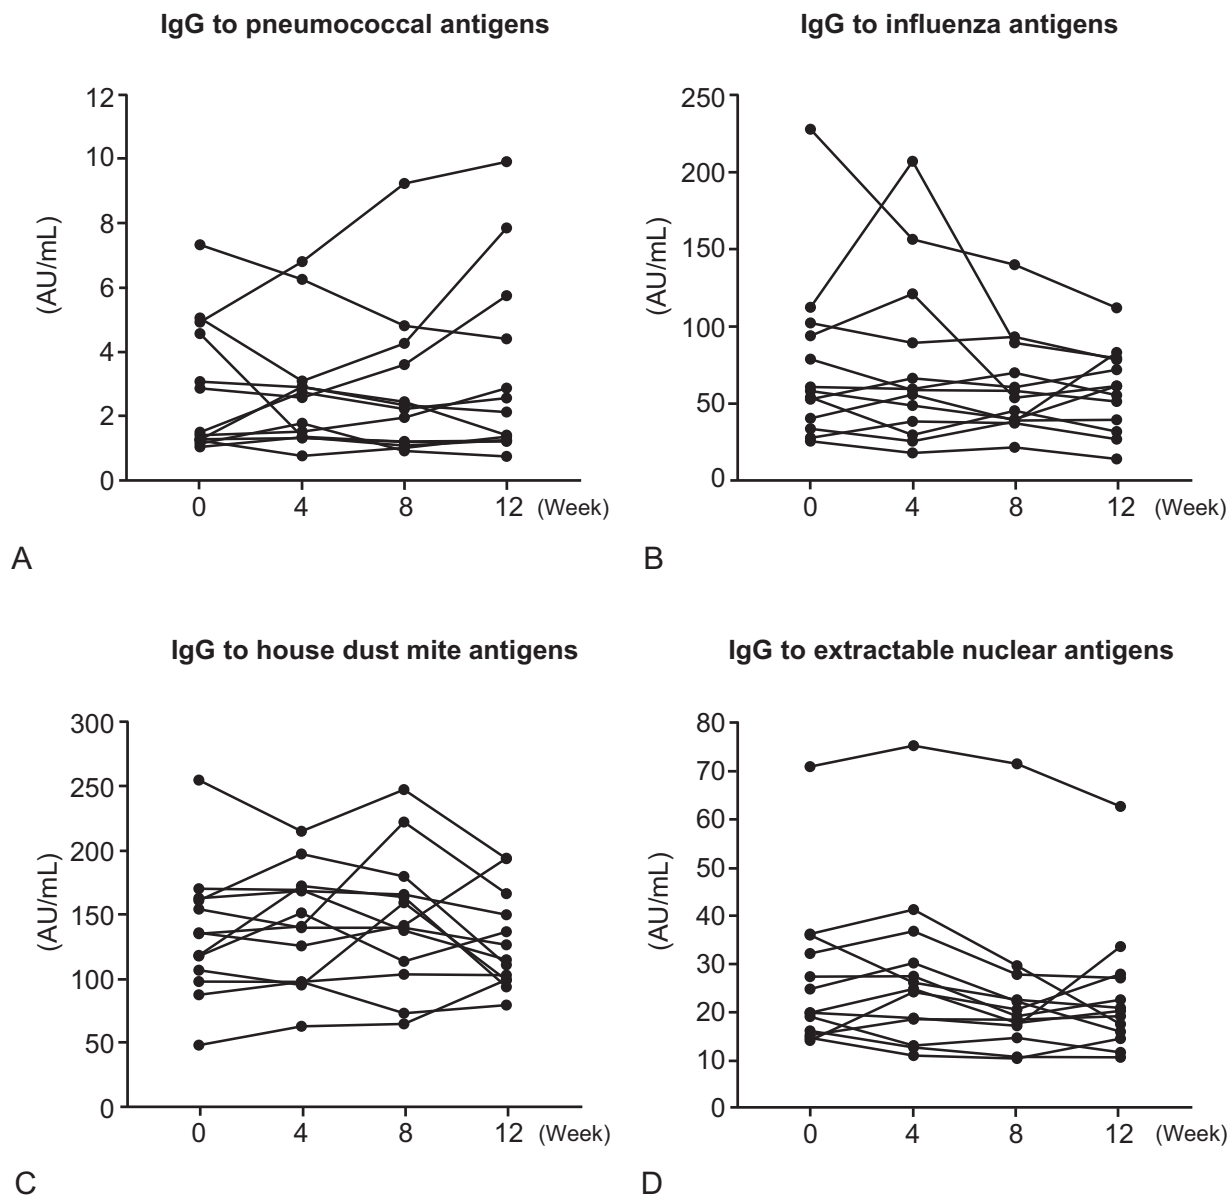 IgG to pneumococcal antigens
12
10
8
6
4
2
0
(AU/mL)
0 4 8 12 (Week)
A
IgG to influenza antigens
250
200
150
100
50
0
(AU/mL)
0 4 8 12 (Week)
B
IgG to house dust mite antigens
300
250
200
150
100
50
0
(AU/mL)
0 4 8 12 (Week)
C
IgG to extractable nuclear antigens
80
70
60
50
40
30
20
10
0
(AU/mL)
0 4 8 12 (Week)
D